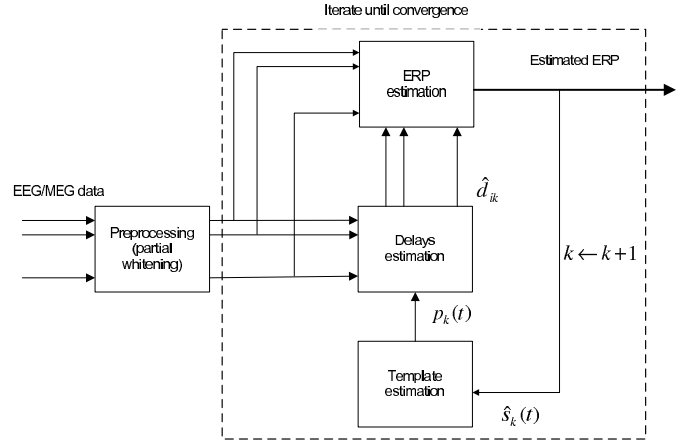 Iterate until convergence
ERP
estimation
Estimated ERP
d̂ᵢₖ
EEG/MEG data
Preprocessing
(partial
whitening)
Delays
estimation
k ← k+1
pₖ(t)
Template
estimation
ŝₖ(t)